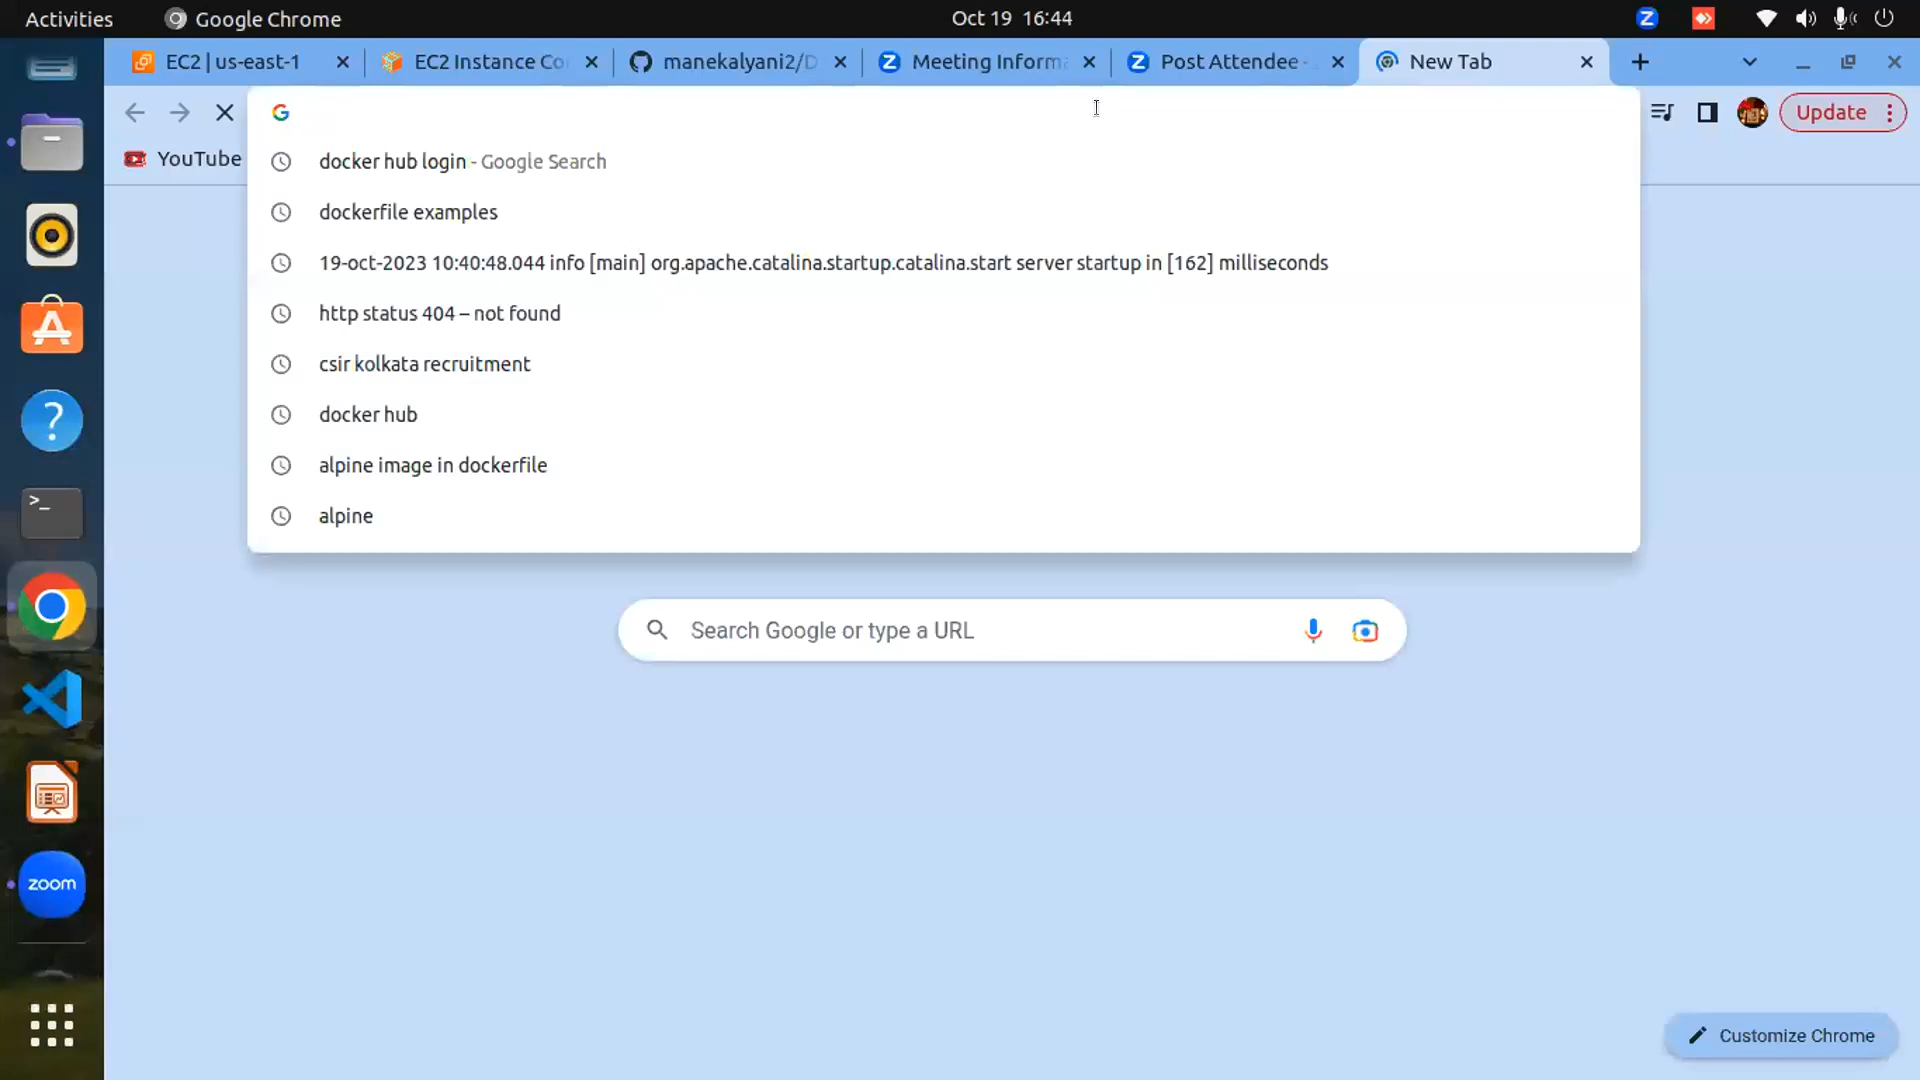 Activities
Google Chrome
Oct 19 16:44
EC2 | us-east-1
EC2 Instance Co
manekalyani2/D
Meeting Informa
Post Attendee -
New Tab
Update
YouTube
docker hub login - Google Search
dockerfile examples
19-oct-2023 10:40:48.044 info [main] org.apache.catalina.startup.catalina.start server startup in [162] milliseconds
http status 404 – not found
csir kolkata recruitment
docker hub
alpine image in dockerfile
alpine
Search Google or type a URL
zoom
Customize Chrome